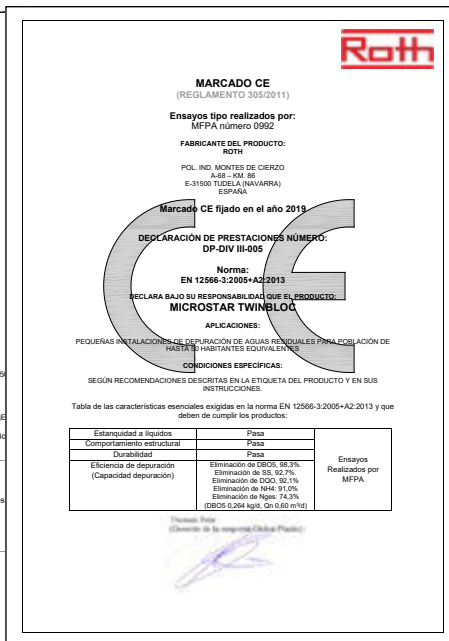 Roth
MARCADO CE
(REGLAMENTO 305/2011)
Ensayos tipo realizados por:
MFPA número 0992
FABRICANTE DEL PRODUCTO:
ROTH
POL. IND. MONTES DE CIERZO
A-68 – KM. 86
E-31500 TUDELA (NAVARRA)
ESPAÑA
Marcado CE fijado en el año 2019
DECLARACIÓN DE PRESTACIONES NÚMERO:
DP-DIV III-005
Norma:
EN 12566-3:2005+A2:2013
DECLARA BAJO SU RESPONSABILIDAD QUE EL PRODUCTO:
MICROSTAR TWINBLOC
APLICACIONES:
PEQUEÑAS INSTALACIONES DE DEPURACIÓN DE AGUAS RESIDUALES PARA POBLACIÓN DE
HASTA 50 HABITANTES EQUIVALENTES
CONDICIONES ESPECÍFICAS:
SEGÚN RECOMENDACIONES DESCRITAS EN LA ETIQUETA DEL PRODUCTO Y EN SUS
INSTRUCCIONES.
Tabla de las características esenciales exigidas en la norma EN 12566-3:2005+A2:2013 y que
deben de cumplir los productos:
Estanquidad a líquidos Pasa
Comportamiento estructural Pasa
Durabilidad Pasa
Eficiencia de depuración
(Capacidad depuración)
Eliminación de DBO5, 98,3%.
Eliminación de SS, 92,7%.
Eliminación de DQO, 92,1%
Eliminación de NH4: 91,0%
Eliminación de Nges: 74,3%
(DBO5 0,264 kg/d, Qn 0,60 m³/d)
Ensayos
Realizados por
MFPA
(Gerente de la empresa Global Plastic)